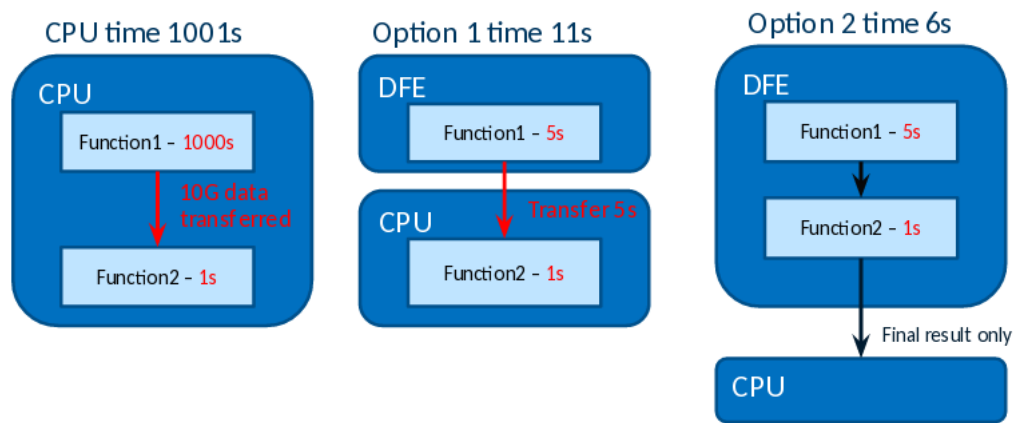 CPU time 1001s
CPU
Function1 – 1000s
10G data
transferred
Function2 – 1s
Option 1 time 11s
DFE
Function1 – 5s
Transfer 5s
CPU
Function2 – 1s
Option 2 time 6s
DFE
Function1 – 5s
Function2 – 1s
Final result only
CPU